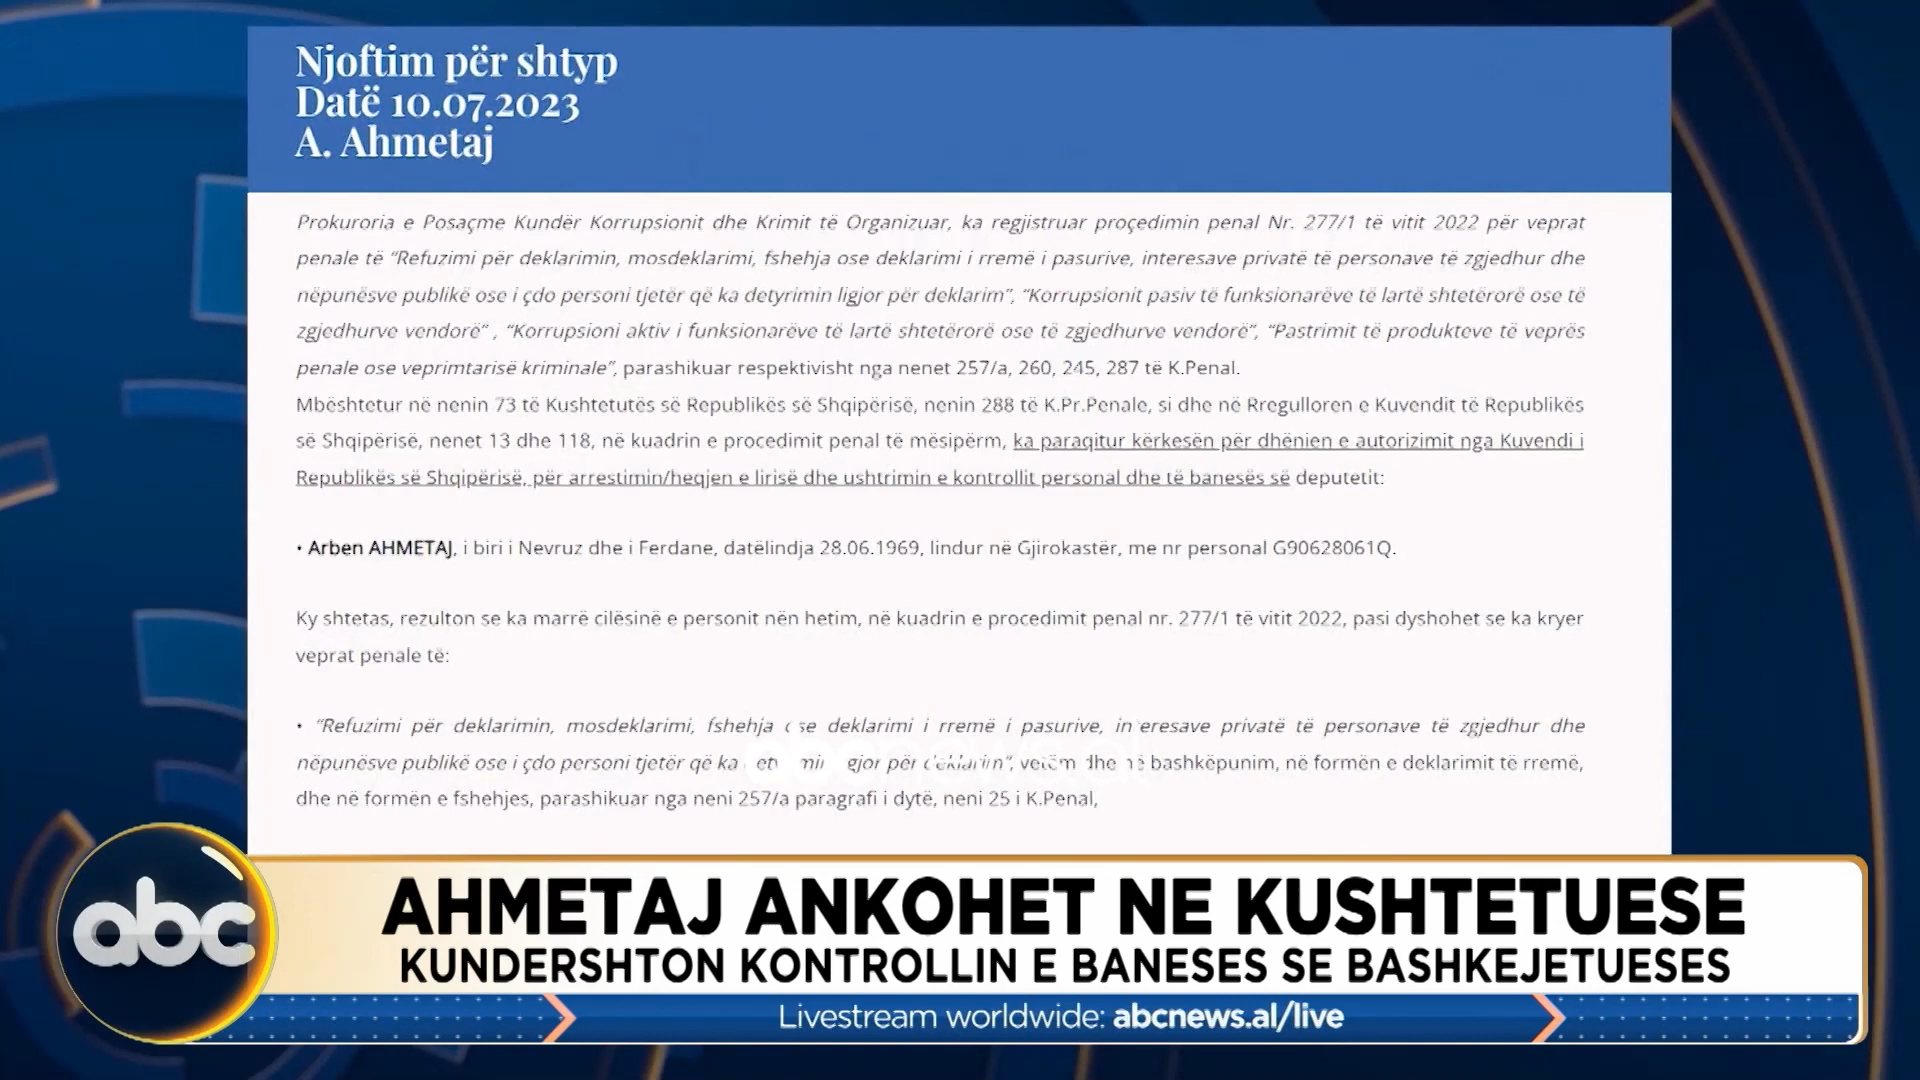 Njoftim për shtyp
Datë 10.07.2023
A. Ahmetaj
Prokuroria e Posaçme Kundër Korrupsionit dhe Krimit të Organizuar, ka regjistruar proçedimin penal Nr. 277/1 të vitit 2022 për veprat
penale të “Refuzimi për deklarimin, mosdeklarimi, fshehja ose deklarimi i rremë i pasurive, interesave privatë të personave të zgjedhur dhe
nëpunësve publikë ose i çdo personi tjetër që ka detyrimin ligjor për deklarim”, “Korrupsionit pasiv të funksionarëve të lartë shtetërorë ose të
zgjedhurve vendorë” , “Korrupsioni aktiv i funksionarëve të lartë shtetërorë ose të zgjedhurve vendorë”, “Pastrimit të produkteve të veprës
penale ose veprimtarisë kriminale”, parashikuar respektivisht nga nenet 257/a, 260, 245, 287 të K.Penal.
Mbështetur në nenin 73 të Kushtetutës së Republikës së Shqipërisë, nenin 288 të K.Pr.Penale, si dhe në Rregulloren e Kuvendit të Republikës
së Shqipërisë, nenet 13 dhe 118, në kuadrin e procedimit penal të mësipërm, ka paraqitur kërkesën për dhënien e autorizimit nga Kuvendi i
Republikës së Shqipërisë, për arrestimin/heqjen e lirisë dhe ushtrimin e kontrollit personal dhe të banesës së deputetit:
• Arben AHMETAJ, i biri i Nevruz dhe i Ferdane, datëlindja 28.06.1969, lindur në Gjirokastër, me nr personal G90628061Q.
Ky shtetas, rezulton se ka marrë cilësinë e personit nën hetim, në kuadrin e procedimit penal nr. 277/1 të vitit 2022, pasi dyshohet se ka kryer
veprat penale të:
• “Refuzimi për deklarimin, mosdeklarimi, fshehja ose deklarimi i rremë i pasurive, interesave privatë të personave të zgjedhur dhe
nëpunësve publikë ose i çdo personi tjetër që ka detyrimin ligjor për deklarim”, vetëm dhe në bashkëpunim, në formën e deklarimit të rremë,
dhe në formën e fshehjes, parashikuar nga neni 257/a paragrafi i dytë, neni 25 i K.Penal,
abcnews.al
abc
AHMETAJ ANKOHET NE KUSHTETUESE
KUNDERSHTON KONTROLLIN E BANESES SE BASHKEJETUESES
Livestream worldwide: abcnews.al/live